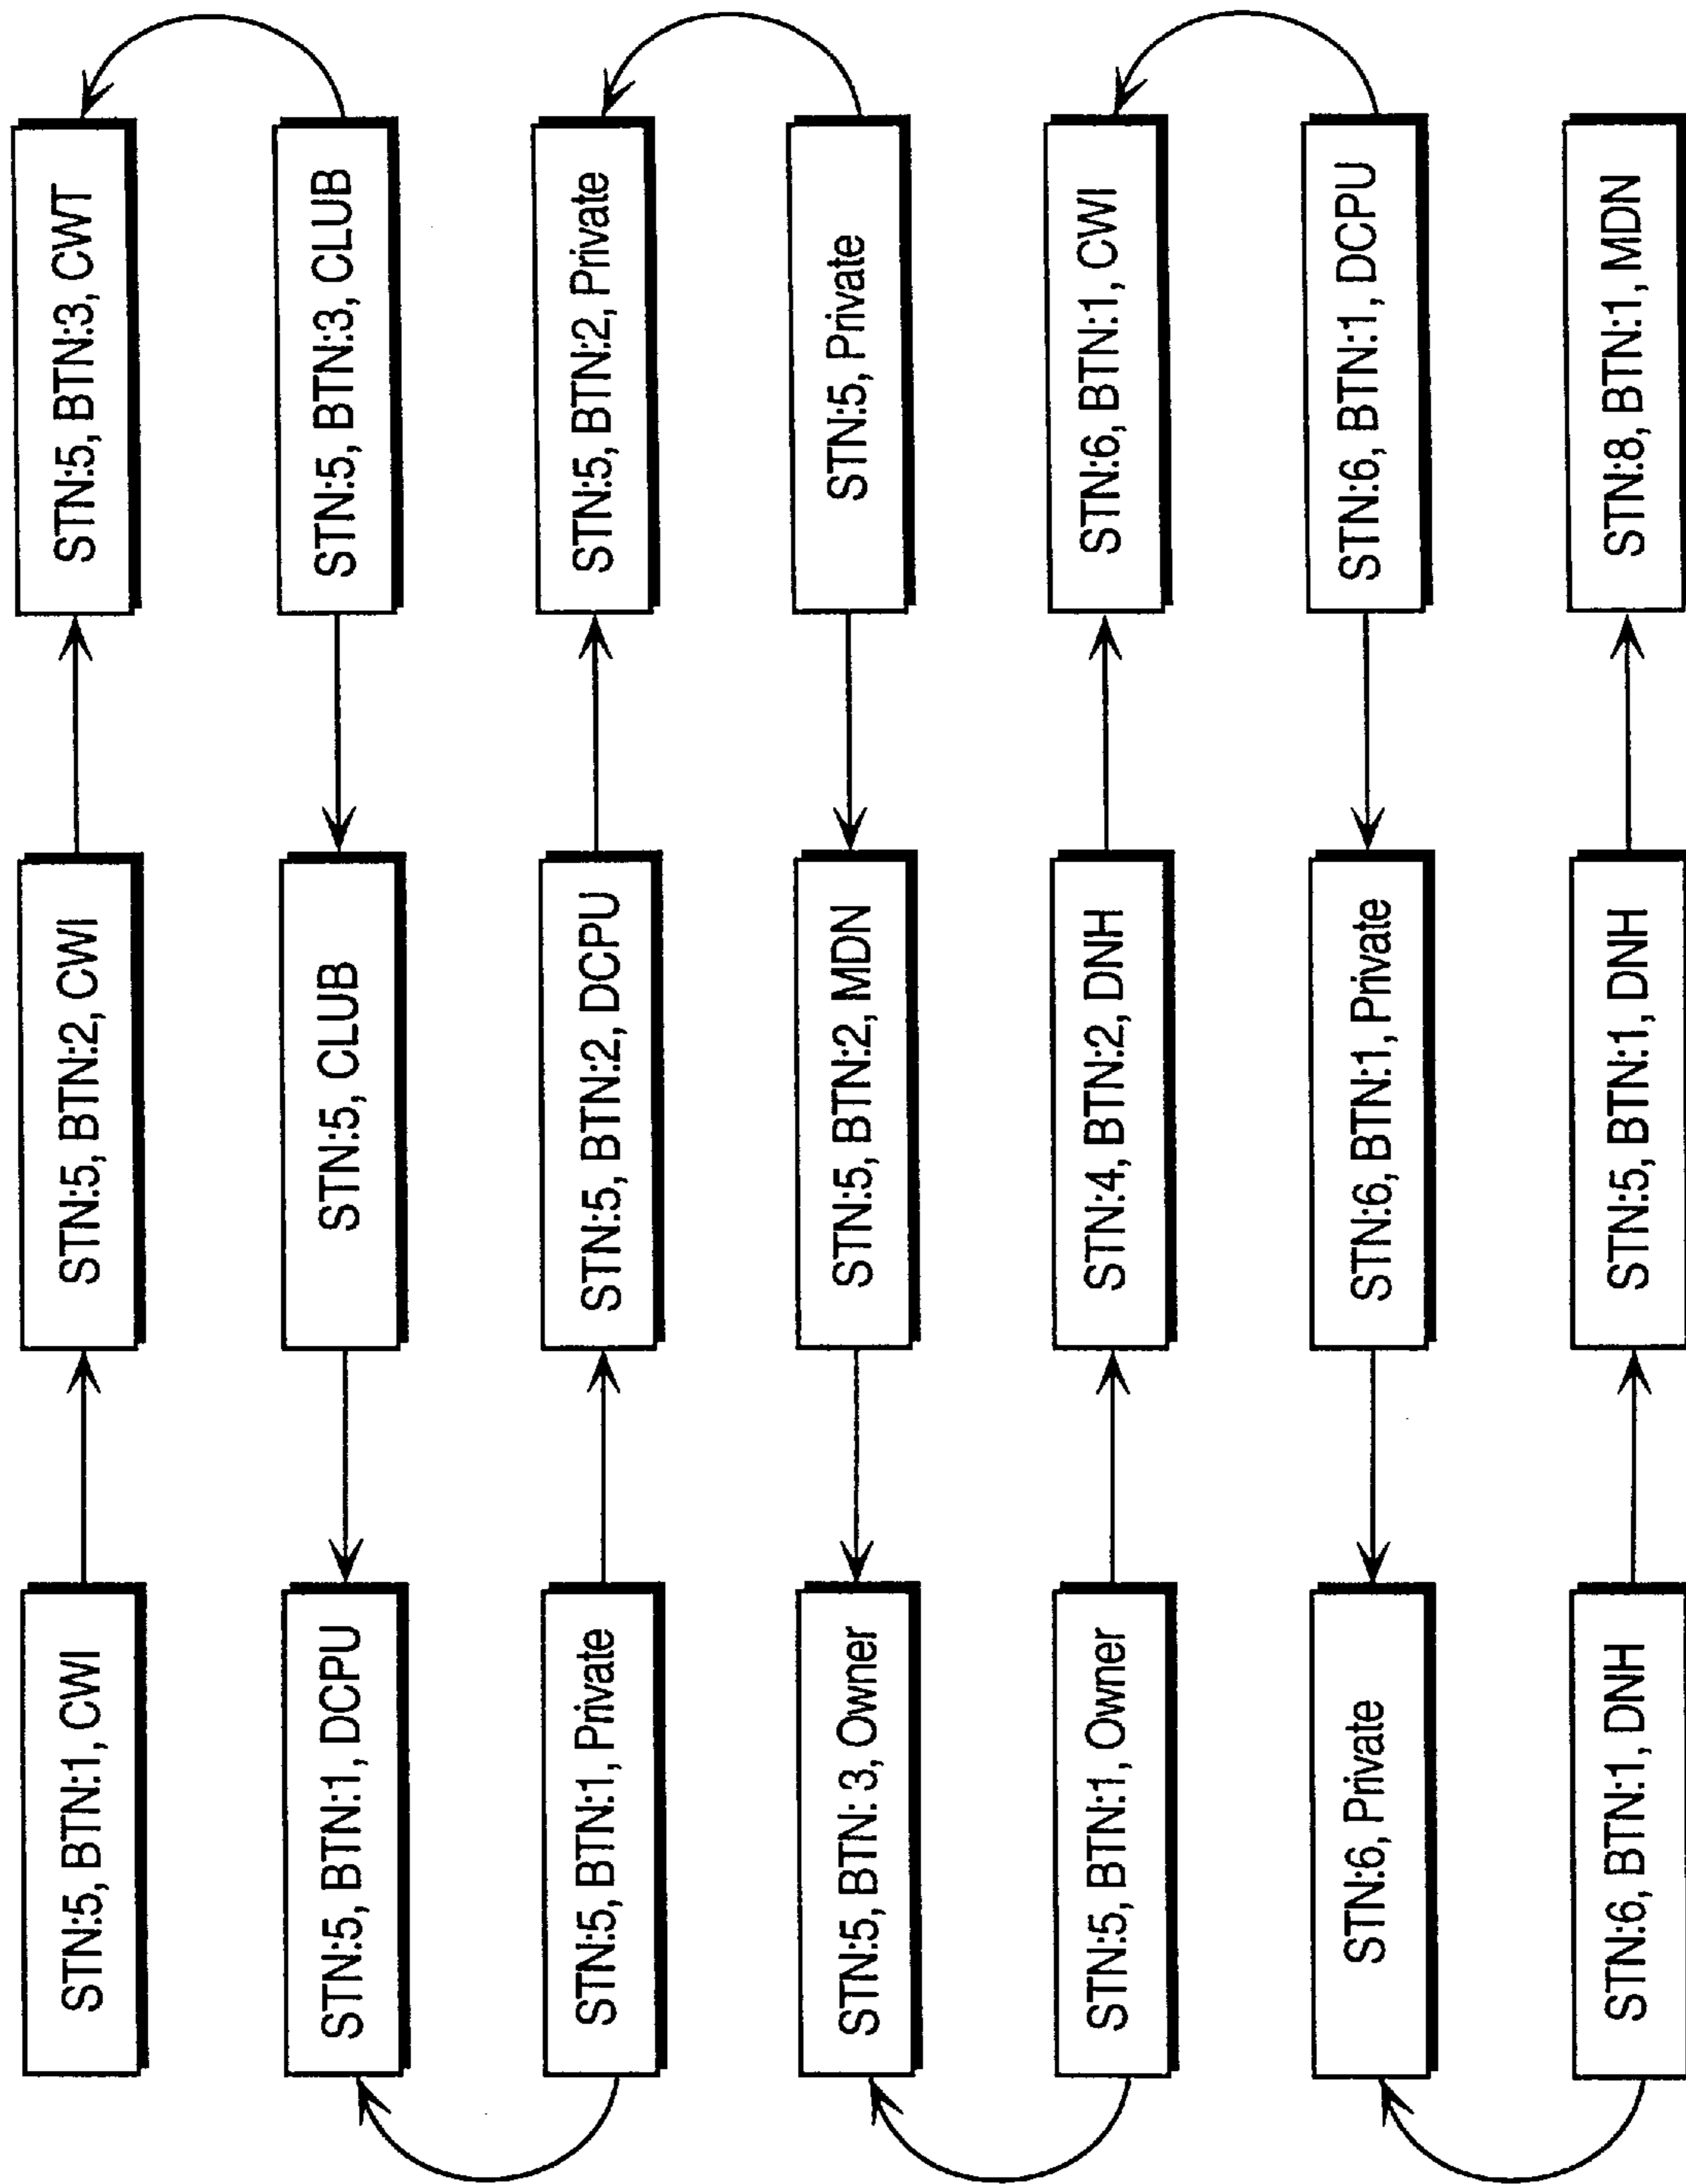 STN:5, BTN:1, CWI
STN:5, BTN:2, CWI
STN:5, BTN:3, CWT
STN:5, BTN:1, DCPU
STN:5, CLUB
STN:5, BTN:3, CLUB
STN:5, BTN:1, Private
STN:5, BTN:2, DCPU
STN:5, BTN:2, Private
STN:5, BTN: 3, Owner
STN:5, BTN:2, MDN
STN:5, Private
STN:5, BTN:1, Owner
STN:4, BTN:2, DNH
STN:6, BTN:1, CWI
STN:6, Private
STN:6, BTN:1, Private
STN:6, BTN:1, DCPU
STN:6, BTN:1, DNH
STN:5, BTN:1, DNH
STN:8, BTN:1, MDN